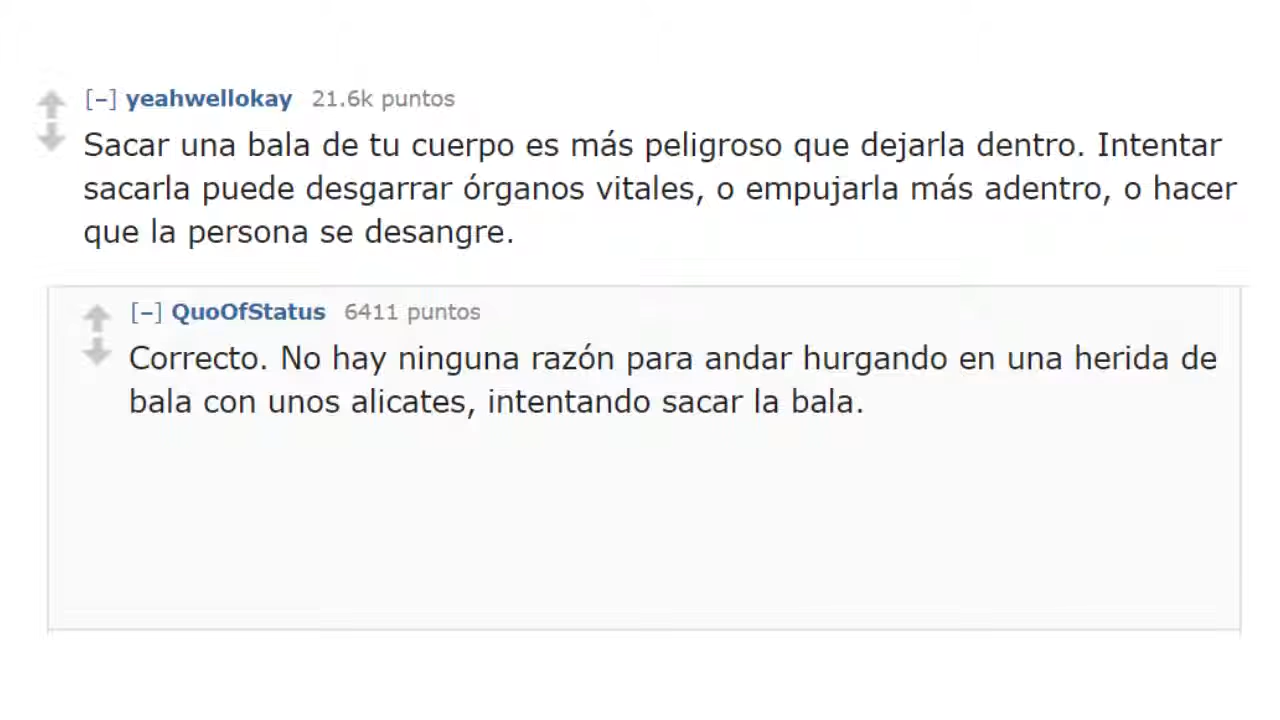 [–] yeahwellokay 21.6k puntos
Sacar una bala de tu cuerpo es más peligroso que dejarla dentro. Intentar
sacarla puede desgarrar órganos vitales, o empujarla más adentro, o hacer
que la persona se desangre.
[–] QuoOfStatus 6411 puntos
Correcto. No hay ninguna razón para andar hurgando en una herida de
bala con unos alicates, intentando sacar la bala.